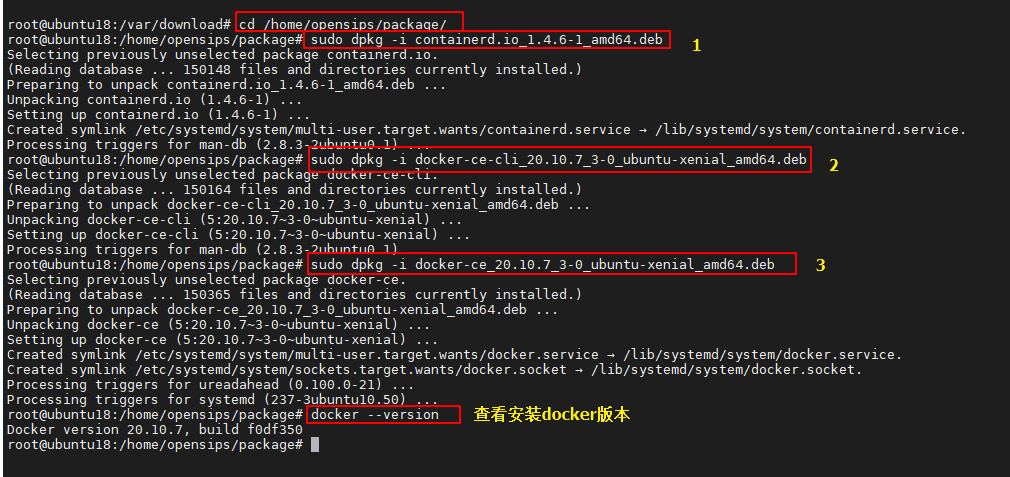 root@ubuntu18:/var/download# cd /home/opensips/package/
root@ubuntu18:/home/opensips/package# sudo dpkg -i containerd.io_1.4.6-1_amd64.deb 1
Selecting previously unselected package containerd.io.
(Reading database ... 150148 files and directories currently installed.)
Preparing to unpack containerd.io_1.4.6-1_amd64.deb ...
Unpacking containerd.io (1.4.6-1) ...
Setting up containerd.io (1.4.6-1) ...
Created symlink /etc/systemd/system/multi-user.target.wants/containerd.service → /lib/systemd/system/containerd.service.
Processing triggers for man-db (2.8.3-2ubuntu0.1) ...
root@ubuntu18:/home/opensips/package# sudo dpkg -i docker-ce-cli_20.10.7_3-0_ubuntu-xenial_amd64.deb 2
Selecting previously unselected package docker-ce-cli.
(Reading database ... 150164 files and directories currently installed.)
Preparing to unpack docker-ce-cli_20.10.7_3-0_ubuntu-xenial_amd64.deb ...
Unpacking docker-ce-cli (5:20.10.7~3-0~ubuntu-xenial) ...
Setting up docker-ce-cli (5:20.10.7~3-0~ubuntu-xenial) ...
Processing triggers for man-db (2.8.3-2ubuntu0.1) ...
root@ubuntu18:/home/opensips/package# sudo dpkg -i docker-ce_20.10.7_3-0_ubuntu-xenial_amd64.deb 3
Selecting previously unselected package docker-ce.
(Reading database ... 150365 files and directories currently installed.)
Preparing to unpack docker-ce_20.10.7_3-0_ubuntu-xenial_amd64.deb ...
Unpacking docker-ce (5:20.10.7~3-0~ubuntu-xenial) ...
Setting up docker-ce (5:20.10.7~3-0~ubuntu-xenial) ...
Created symlink /etc/systemd/system/multi-user.target.wants/docker.service → /lib/systemd/system/docker.service.
Created symlink /etc/systemd/system/sockets.target.wants/docker.socket → /lib/systemd/system/docker.socket.
Processing triggers for ureadahead (0.100.0-21) ...
Processing triggers for systemd (237-3ubuntu10.50) ...
root@ubuntu18:/home/opensips/package# docker --version 查看安装docker版本
Docker version 20.10.7, build f0df350
root@ubuntu18:/home/opensips/package#